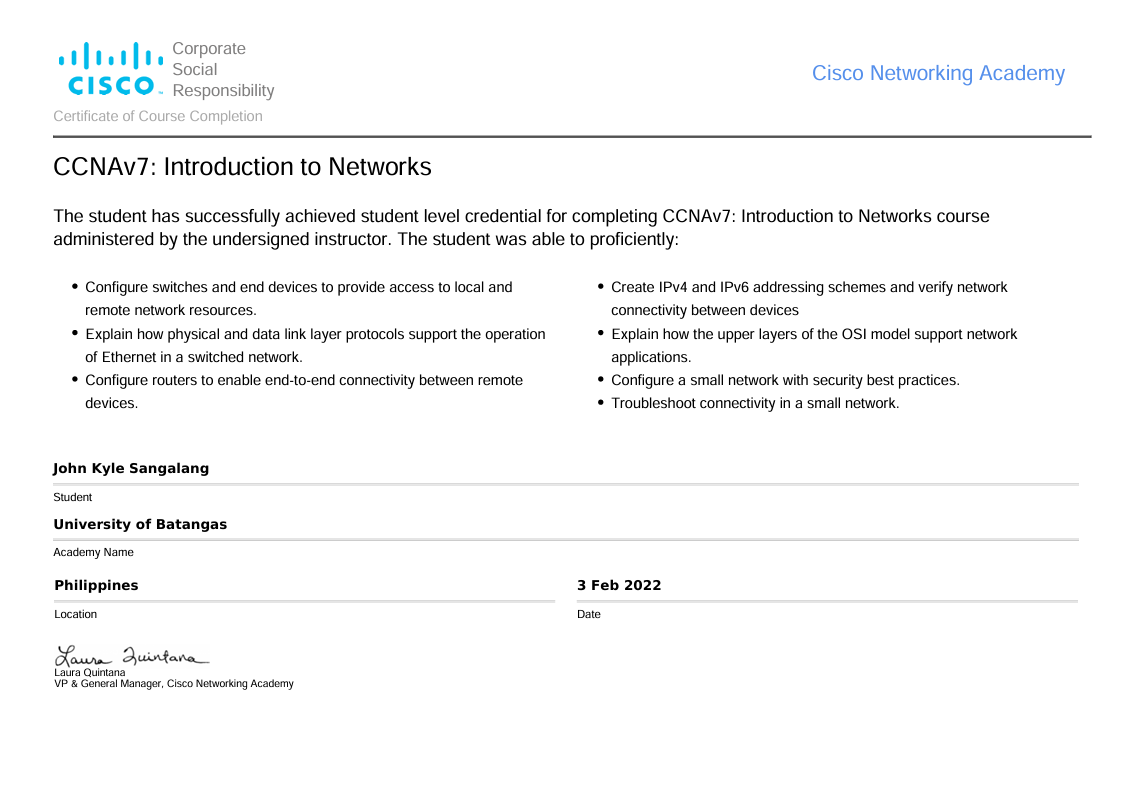 Corporate
Social
CISCO™ Responsibility
Cisco Networking Academy
Certificate of Course Completion
CCNAv7: Introduction to Networks
The student has successfully achieved student level credential for completing CCNAv7: Introduction to Networks course
administered by the undersigned instructor. The student was able to proficiently:
• Configure switches and end devices to provide access to local and
remote network resources.
• Explain how physical and data link layer protocols support the operation
of Ethernet in a switched network.
• Configure routers to enable end-to-end connectivity between remote
devices.
• Create IPv4 and IPv6 addressing schemes and verify network
connectivity between devices
• Explain how the upper layers of the OSI model support network
applications.
• Configure a small network with security best practices.
• Troubleshoot connectivity in a small network.
John Kyle Sangalang
Student
University of Batangas
Academy Name
Philippines
Location
3 Feb 2022
Date
Laura Quintana
Laura Quintana
VP & General Manager, Cisco Networking Academy